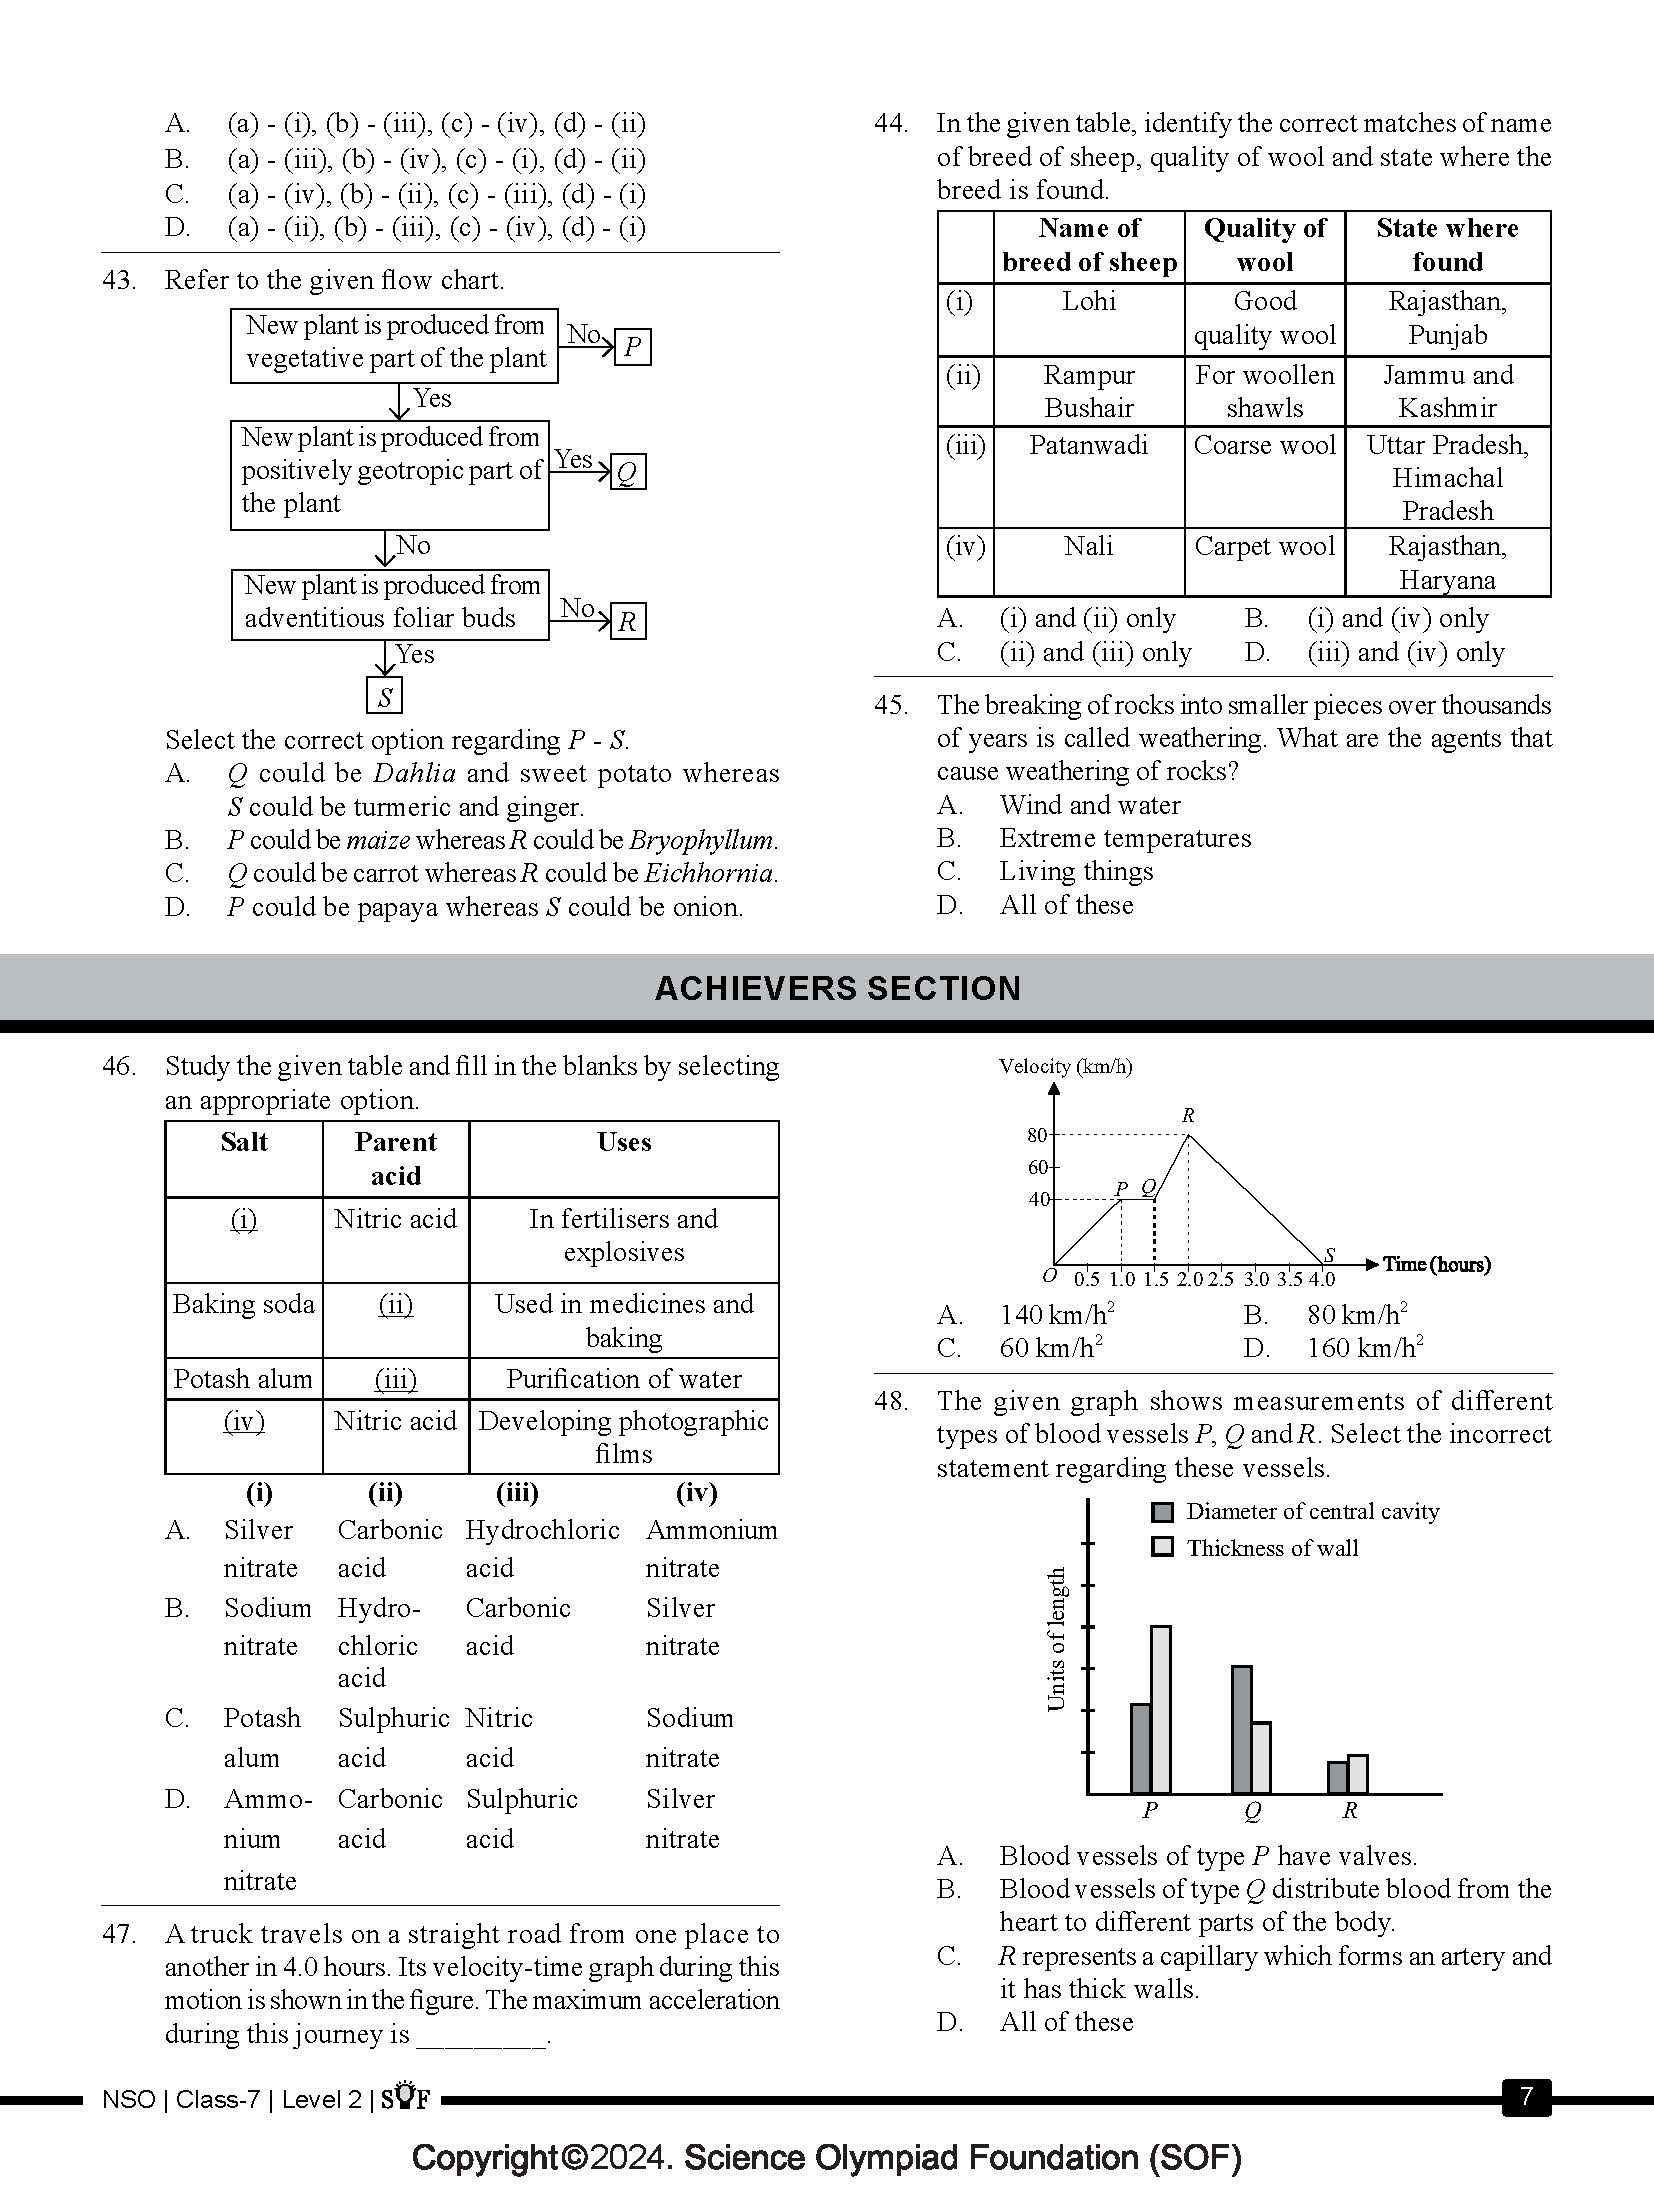 A. (a) - (i), (b) - (iii), (c) - (iv), (d) - (ii)
B. (a) - (iii), (b) - (iv), (c) - (i), (d) - (ii)
C. (a) - (iv), (b) - (ii), (c) - (iii), (d) - (i)
D. (a) - (ii), (b) - (iii), (c) - (iv), (d) - (i)
43. Refer to the given flow chart.
New plant is produced from
vegetative part of the plant
No
P
Yes
New plant is produced from
positively geotropic part of
the plant
Yes
Q
No
New plant is produced from
adventitious foliar buds
No
R
Yes
S
Select the correct option regarding P - S.
A. Q could be Dahlia and sweet potato whereas
S could be turmeric and ginger.
B. P could be maize whereas R could be Bryophyllum.
C. Q could be carrot whereas R could be Eichhornia.
D. P could be papaya whereas S could be onion.
44. In the given table, identify the correct matches of name
of breed of sheep, quality of wool and state where the
breed is found.
Name of Quality of State where
breed of sheep wool found
(i) Lohi Good Rajasthan,
quality wool Punjab
(ii) Rampur For woollen Jammu and
Bushair shawls Kashmir
(iii) Patanwadi Coarse wool Uttar Pradesh,
Himachal
Pradesh
(iv) Nali Carpet wool Rajasthan,
Haryana
A. (i) and (ii) only B. (i) and (iv) only
C. (ii) and (iii) only D. (iii) and (iv) only
45. The breaking of rocks into smaller pieces over thousands
of years is called weathering. What are the agents that
cause weathering of rocks?
A. Wind and water
B. Extreme temperatures
C. Living things
D. All of these
ACHIEVERS SECTION
46. Study the given table and fill in the blanks by selecting
an appropriate option.
Salt Parent Uses
acid
(i) Nitric acid In fertilisers and
explosives
Baking soda (ii) Used in medicines and
baking
Potash alum (iii) Purification of water
(iv) Nitric acid Developing photographic
films
(i) (ii) (iii) (iv)
A. Silver Carbonic Hydrochloric Ammonium
nitrate acid acid nitrate
B. Sodium Hydro- Carbonic Silver
nitrate chloric acid nitrate
acid
C. Potash Sulphuric Nitric Sodium
alum acid acid nitrate
D. Ammo- Carbonic Sulphuric Silver
nium acid acid nitrate
nitrate
47. A truck travels on a straight road from one place to
another in 4.0 hours. Its velocity-time graph during this
motion is shown in the figure. The maximum acceleration
during this journey is _________.
Velocity (km/h)
R
80
60
P Q
40
S
Time (hours)
O 0.5 1.0 1.5 2.0 2.5 3.0 3.5 4.0
A. 140 km/h² B. 80 km/h²
C. 60 km/h² D. 160 km/h²
48. The given graph shows measurements of different
types of blood vessels P, Q and R. Select the incorrect
statement regarding these vessels.
Diameter of central cavity
Thickness of wall
Units of length
P Q R
A. Blood vessels of type P have valves.
B. Blood vessels of type Q distribute blood from the
heart to different parts of the body.
C. R represents a capillary which forms an artery and
it has thick walls.
D. All of these
NSO | Class-7 | Level 2 | SOF
7
Copyright©2024. Science Olympiad Foundation (SOF)